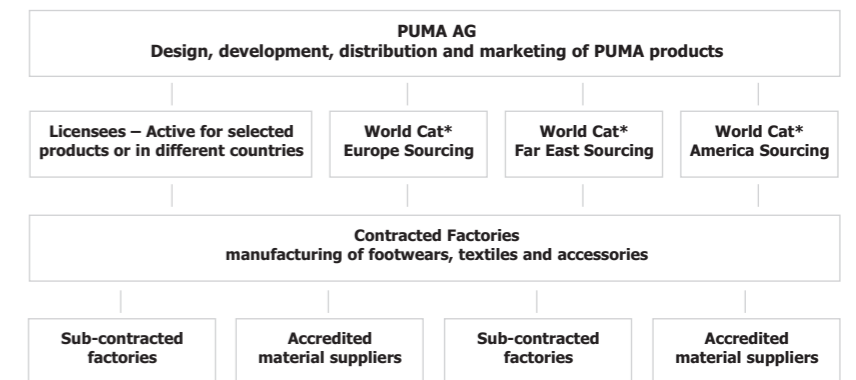 PUMA AG
Design, development, distribution and marketing of PUMA products
Licensees – Active for selected
products or in different countries
World Cat*
Europe Sourcing
World Cat*
Far East Sourcing
World Cat*
America Sourcing
Contracted Factories
manufacturing of footwears, textiles and accessories
Sub-contracted
factories
Accredited
material suppliers
Sub-contracted
factories
Accredited
material suppliers